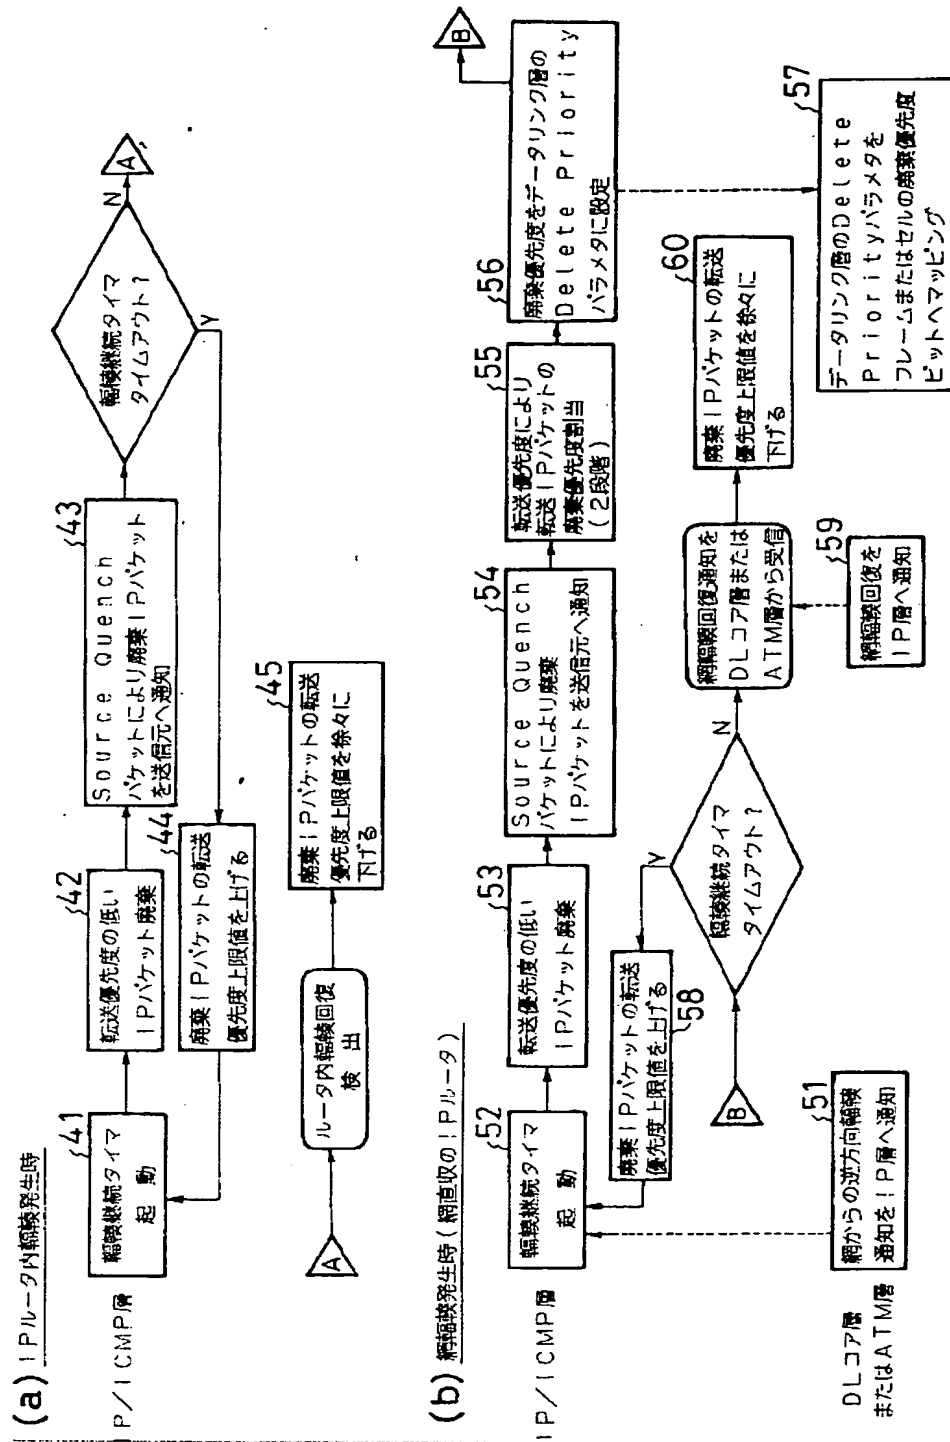 (a) IPルータ内輻輳発生時
IP/ICMP層
41
輻輳継続タイマ
起動
42
転送優先度の低い
IPパケット廃棄
43
Source Quench
パケットにより廃棄IPパケット
を送信元へ通知
輻輳継続タイマ
タイムアウト?
N
A
Y
44
廃棄IPパケットの転送
優先度上限値を上げる
A
ルータ内輻輳回復
検出
45
廃棄IPパケットの転送
優先度上限値を徐々に
下げる
(b) 網輻輳発生時(網直収のIPルータ)
IP/ICMP層
52
輻輳継続タイマ
起動
53
転送優先度の低い
IPパケット廃棄
54
Source Quench
パケットにより廃棄
IPパケットを送信元へ通知
55
転送優先度により
転送IPパケットの
廃棄優先度割当
(2段階)
56
廃棄優先度をデータリンク層の
Delete Priority
パラメタに設定
B
58
廃棄IPパケットの転送
優先度上限値を上げる
B
輻輳継続タイマ
タイムアウト?
Y
N
網輻輳回復通知を
DLコア層または
ATM層から受信
60
廃棄IPパケットの転送
優先度上限値を徐々に
下げる
DLコア層
またはATM層
51
網からの逆方向輻輳
通知をIP層へ通知
59
網輻輳回復を
IP層へ通知
57
データリンク層のDelete
Priorityパラメタを
フレームまたはセルの廃棄優先度
ビットへマッピング